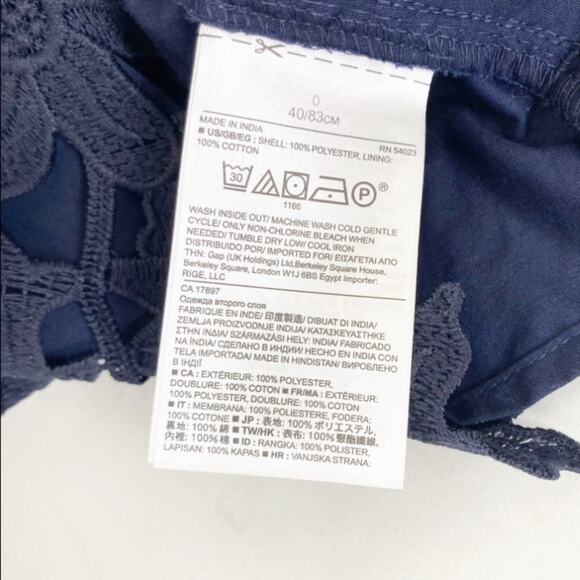 0
40/83CM
MADE IN INDIA RN 54023
■ US/GB/EG : SHELL: 100% POLYESTER, LINING:
100% COTTON
30 P ®
1166
WASH INSIDE OUT/ MACHINE WASH COLD GENTLE
CYCLE/ ONLY NON-CHLORINE BLEACH WHEN
NEEDED/ TUMBLE DRY LOW/ COOL IRON
DISTRIBUIDO POR/ IMPORTED FOR/ ΕΙΣΑΓΕΤΑΙ ΑΠΟ
ΤΗΝ: Gap (UK Holdings) Ltd,Berkeley Square House,
Berkeley Square, London W1J 6BS Egypt Importer:
RIGE, LLC
CA 17897
Одежда второго слоя
FABRIQUE EN INDE/ 印度製造/ DIBUAT DI INDIA/
ZEMLJA PROIZVODNJE INDIJA/ ΚΑΤΑΣΚΕΥΑΣΤΗΚΕ
ΣΤΗΝ ΙΝΔΙΑ/ SZÁRMAZÁSI HELY: INDIA/ FABRICADO
NA ÍNDIA/ СДЕЛАНО В ИНДИИ/ HECHO EN INDIA CON
TELA IMPORTADA/ MADE IN HINDISTAN/ ВИРОБЛЕНО
В ІНДІЇ
■ CA : EXTÉRIEUR: 100% POLYESTER,
DOUBLURE: 100% COTON ■ FR/MA : EXTÉRIEUR:
100% POLYESTER, DOUBLURE: 100% COTON
■ IT : MEMBRANA: 100% POLIESTERE, FODERA:
100% COTONE ■ JP : 表地: 100% ポリエステル,
裏地: 100% 綿 ■ TW/HK : 表布: 100% 聚酯纖維,
內裡: 100% 棉 ■ ID : RANGKA: 100% POLISTER,
LAPISAN: 100% KAPAS ■ HR : VANJSKA STRANA: